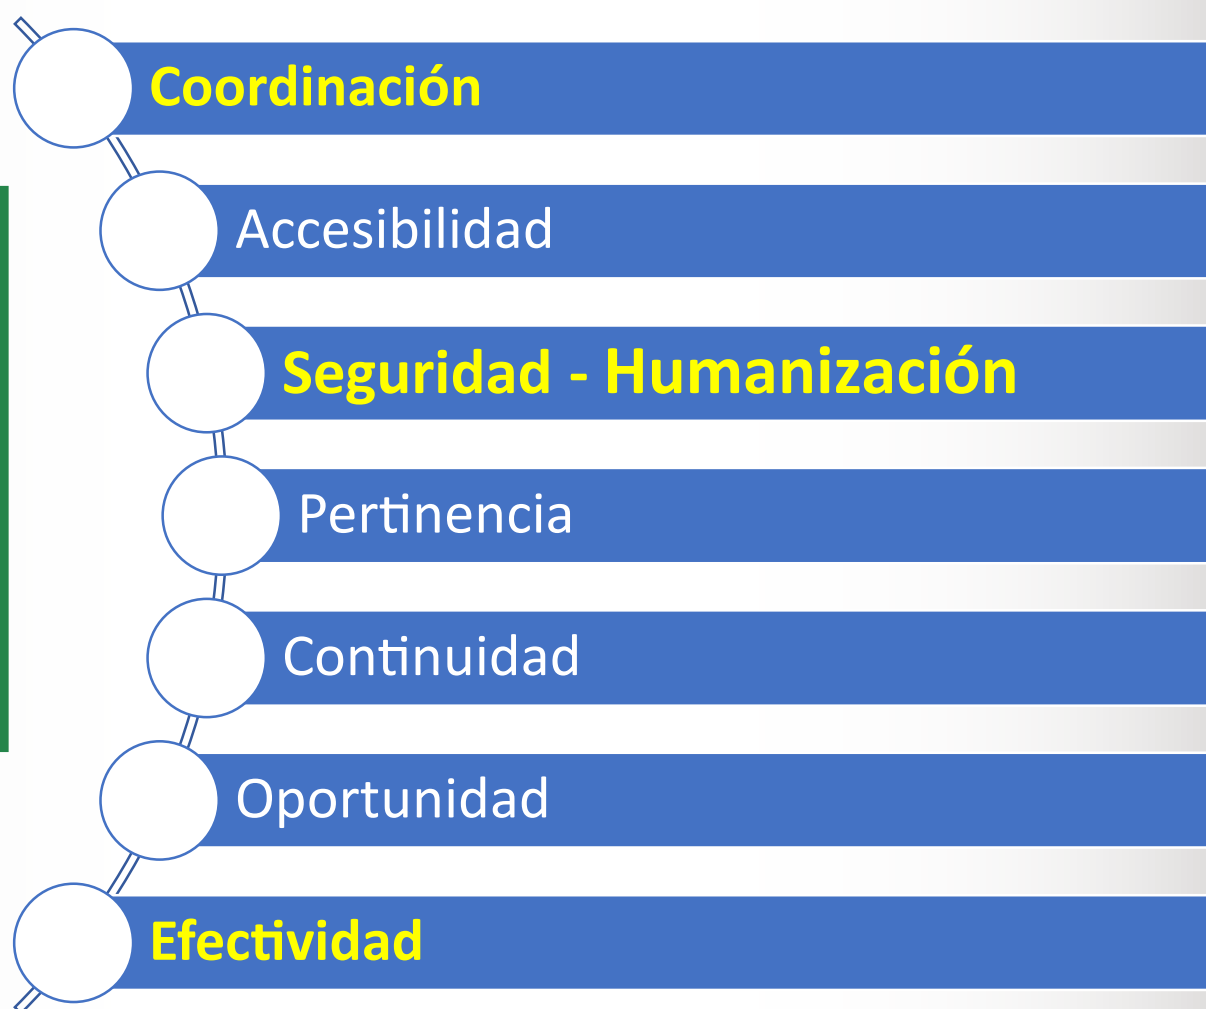 Coordinación
Accesibilidad
Seguridad - Humanización
Pertinencia
Continuidad
Oportunidad
Efectividad